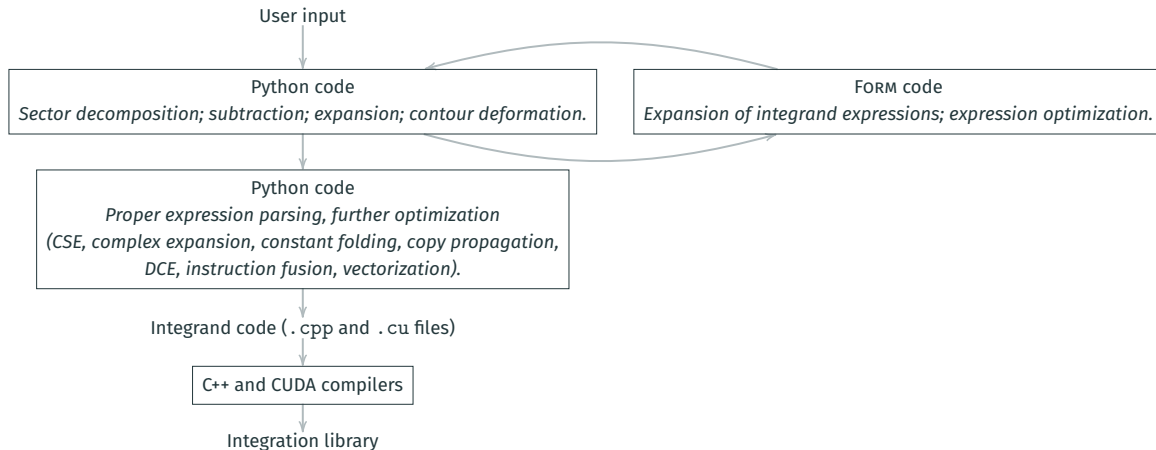 User input
Python code
Sector decomposition; subtraction; expansion; contour deformation.
FORM code
Expansion of integrand expressions; expression optimization.
Python code
Proper expression parsing, further optimization
(CSE, complex expansion, constant folding, copy propagation,
DCE, instruction fusion, vectorization).
Integrand code (.cpp and .cu files)
C++ and CUDA compilers
Integration library